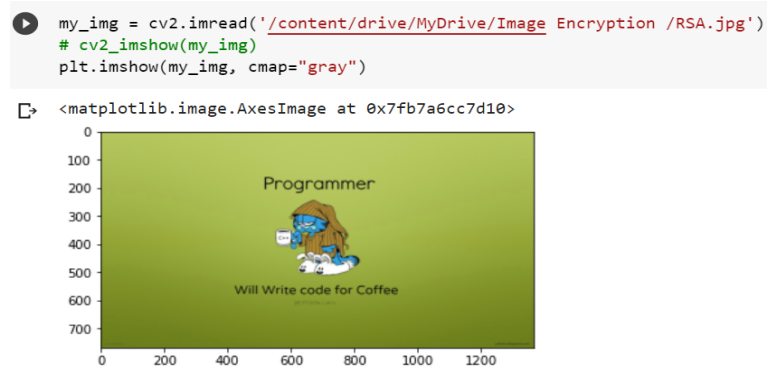 my_img = cv2.imread('/content/drive/MyDrive/Image Encryption /RSA.jpg')
# cv2_imshow(my_img)
plt.imshow(my_img, cmap="gray")
<matplotlib.image.AxesImage at 0x7fb7a6cc7d10>
0
100
200
300
400
500
600
700
Programmer
C++
Will Write code for Coffee
0 200 400 600 800 1000 1200